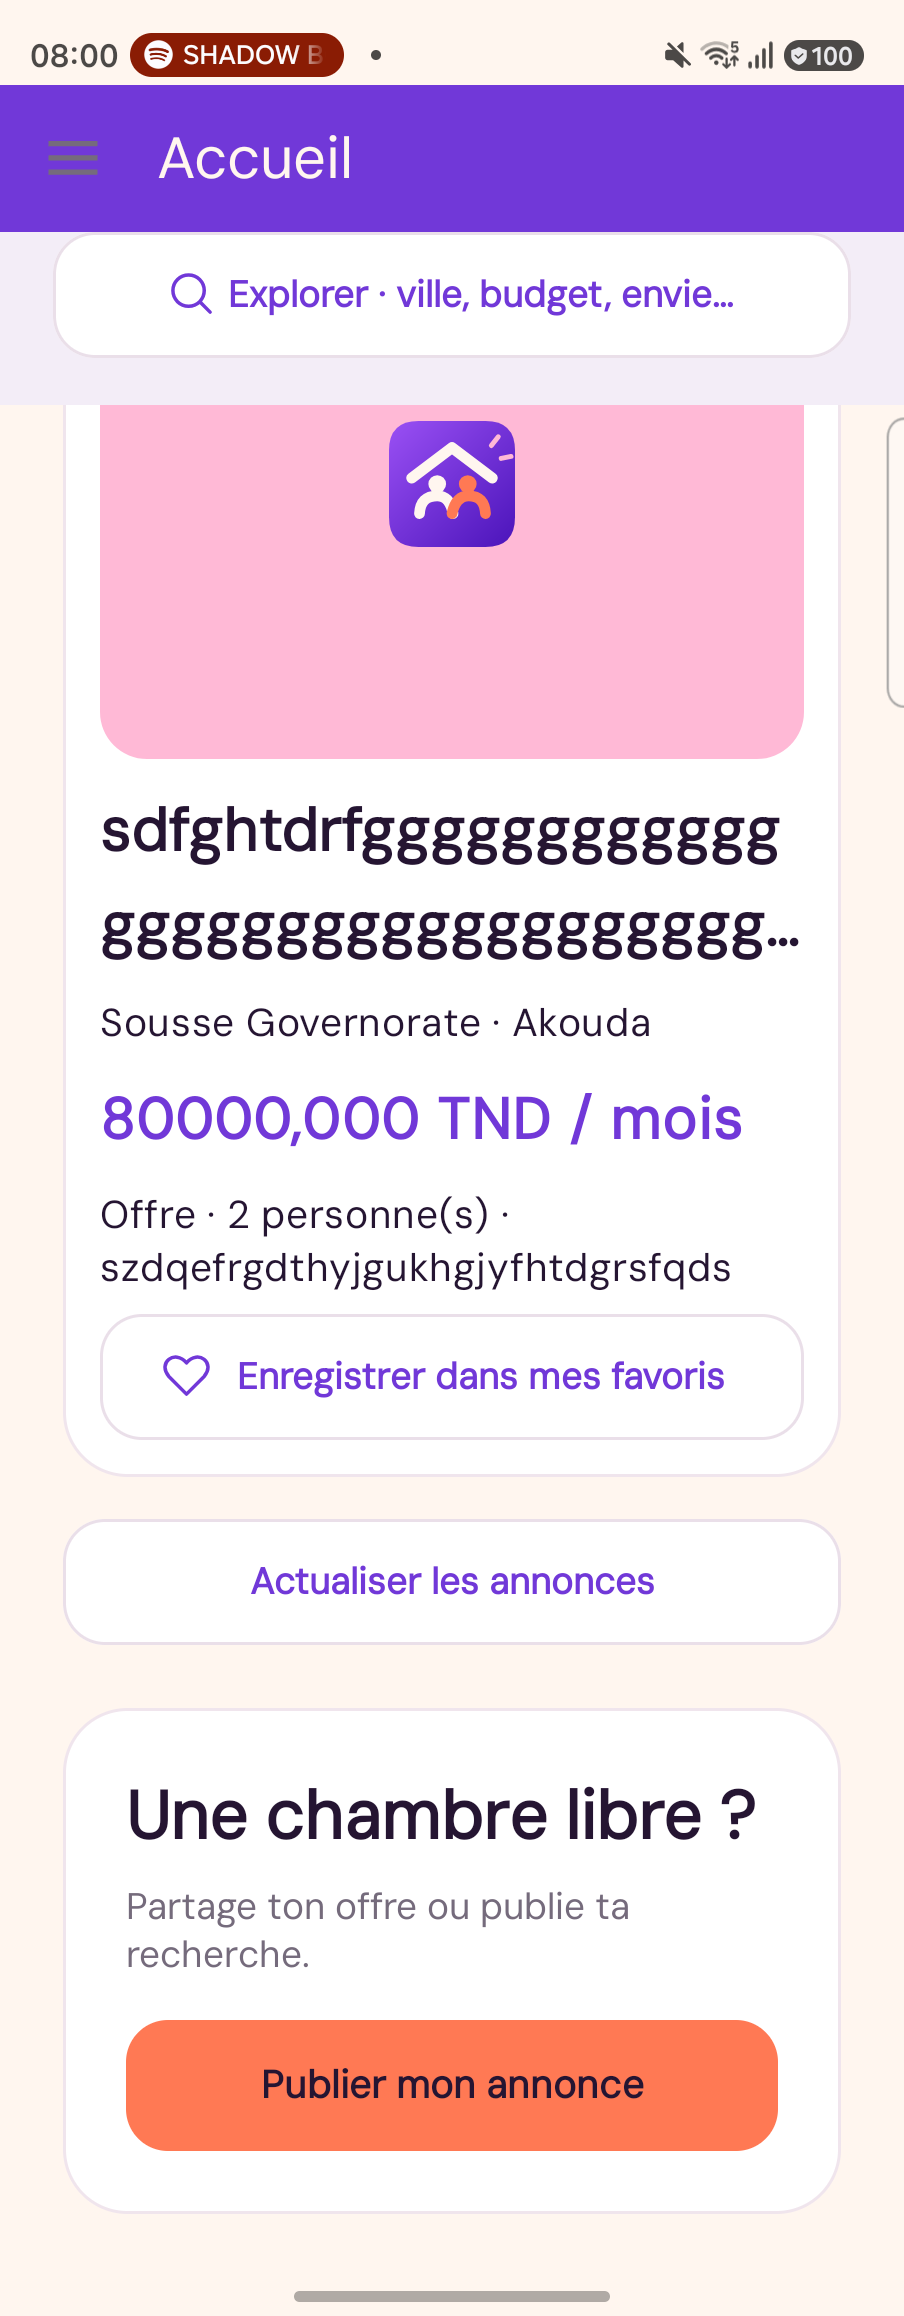 08:00 SHADOW B 5 100
Accueil
Explorer · ville, budget, envie...
sdfghtdrfgggggggggggg
ggggggggggggggggggg...
Sousse Governorate · Akouda
80000,000 TND / mois
Offre · 2 personne(s) ·
szdqefrgdthyjgukhgjyfhtdgrsfqds
Enregistrer dans mes favoris
Actualiser les annonces
Une chambre libre ?
Partage ton offre ou publie ta
recherche.
Publier mon annonce